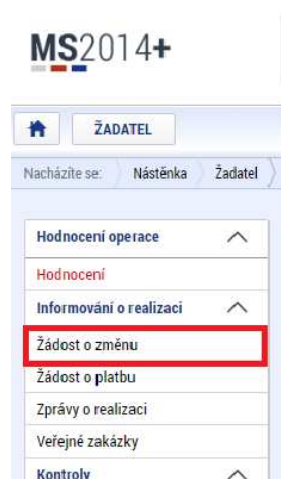 MS2014+
ŽADATEL
Nacházíte se: Nástěnka Žadatel
Hodnocení operace
Hodnocení
Informování o realizaci
Žádost o změnu
Žádost o platbu
Zprávy o realizaci
Veřejné zakázky
Kontroly